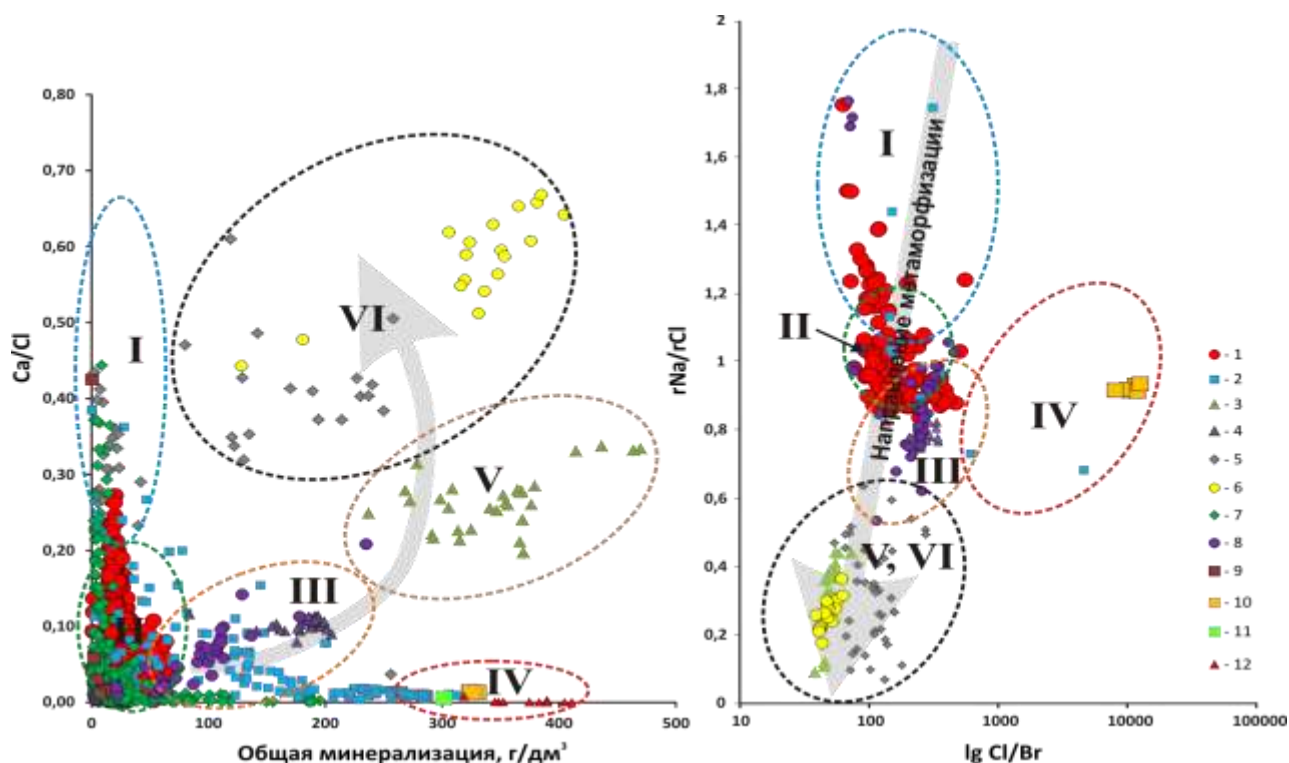 0,80
0,70
0,60
0,50
0,40
0,30
0,20
0,10
0,00
Ca/Cl
0
100
200
300
400
500
Общая минерализация, г/дм³
I
II
III
IV
V
VI
2
1,8
1,6
1,4
1,2
1
0,8
0,6
0,4
0,2
0
rNa/rCl
10
100
1000
10000
100000
lg Cl/Br
Направление метаморфизации
I
II
III
IV
V, VI
- 1
- 2
- 3
- 4
- 5
- 6
- 7
- 8
- 9
- 10
- 11
- 12